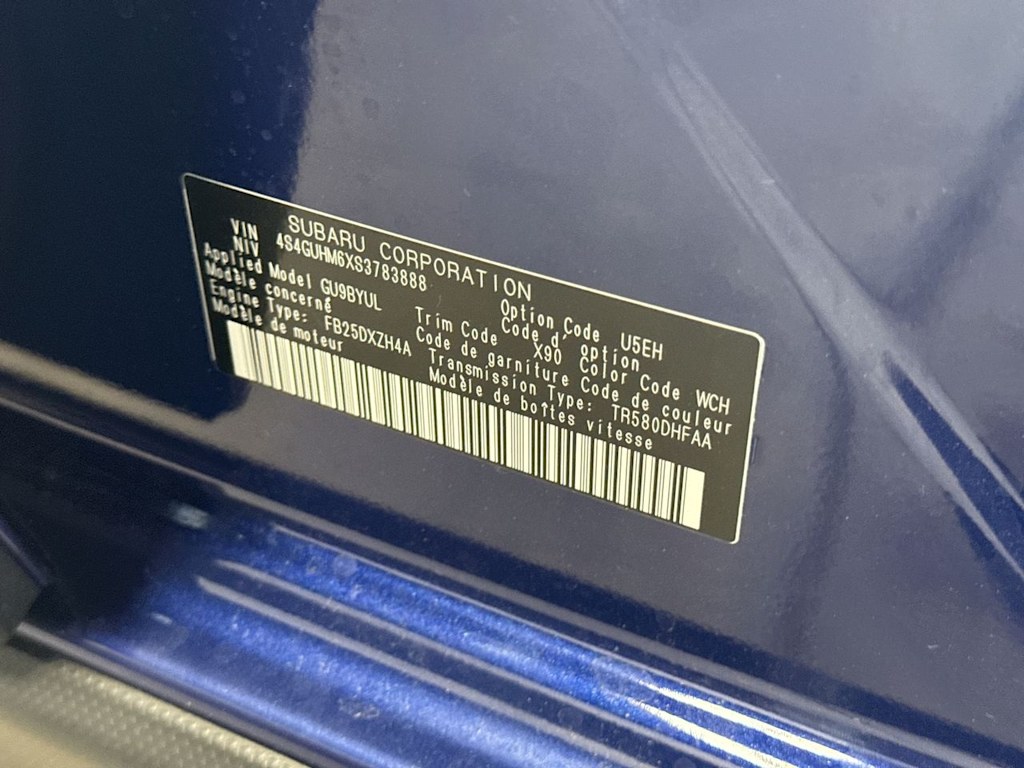 SUBARU CORPORATION
VIN
NIV 4S4GUHM6XS3783888
Option Code U5EH
Code d' option
Applied Model GU9BYUL
Modèle concerné
Trim Code X90
Code de garniture
Color Code WCH
Code de couleur
Engine Type: FB25DXZH4A
Modèle de moteur
Transmission Type: TR580DHFAA
Modèle de boîtes vitesse